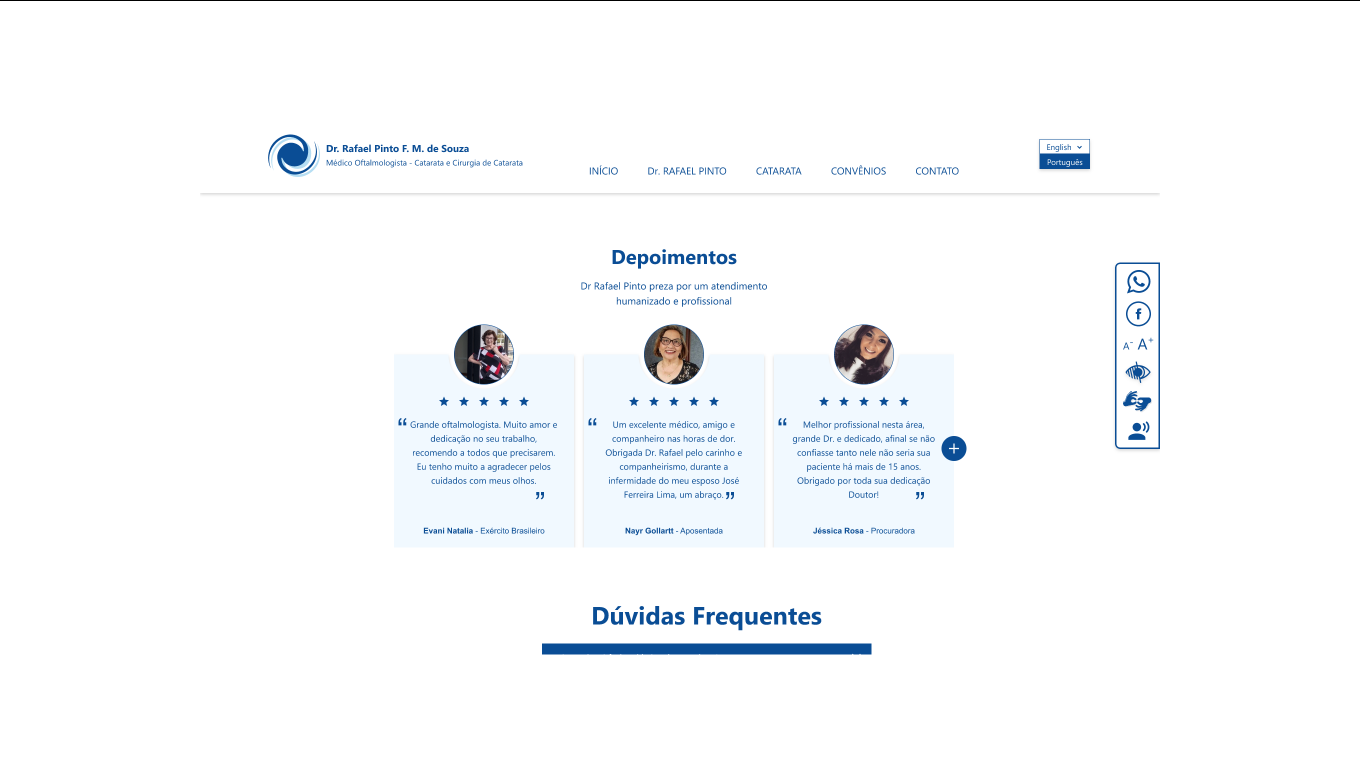 Dr. Rafael Pinto F. M. de Souza
Médico Oftalmologista - Catarata e Cirurgia de Catarata
INÍCIO
Dr. RAFAEL PINTO
CATARATA
CONVÊNIOS
CONTATO
English
Português
Depoimentos
Dr Rafael Pinto preza por um atendimento
humanizado e profissional
A- A+
“ Grande oftalmologista. Muito amor e
dedicação no seu trabalho,
recomendo a todos que precisarem.
Eu tenho muito a agradecer pelos
cuidados com meus olhos.
”
Evani Natalia - Exército Brasileiro
“ Um excelente médico, amigo e
companheiro nas horas de dor.
Obrigada Dr. Rafael pelo carinho e
companheirismo, durante a
infermidade do meu esposo José
Ferreira Lima, um abraço. ”
Nayr Gollartt - Aposentada
“ Melhor profissional nesta área,
grande Dr. e dedicado, afinal se não
confiasse tanto nele não seria sua
paciente há mais de 15 anos.
Obrigado por toda sua dedicação
Doutor! ”
Jéssica Rosa - Procuradora
Dúvidas Frequentes